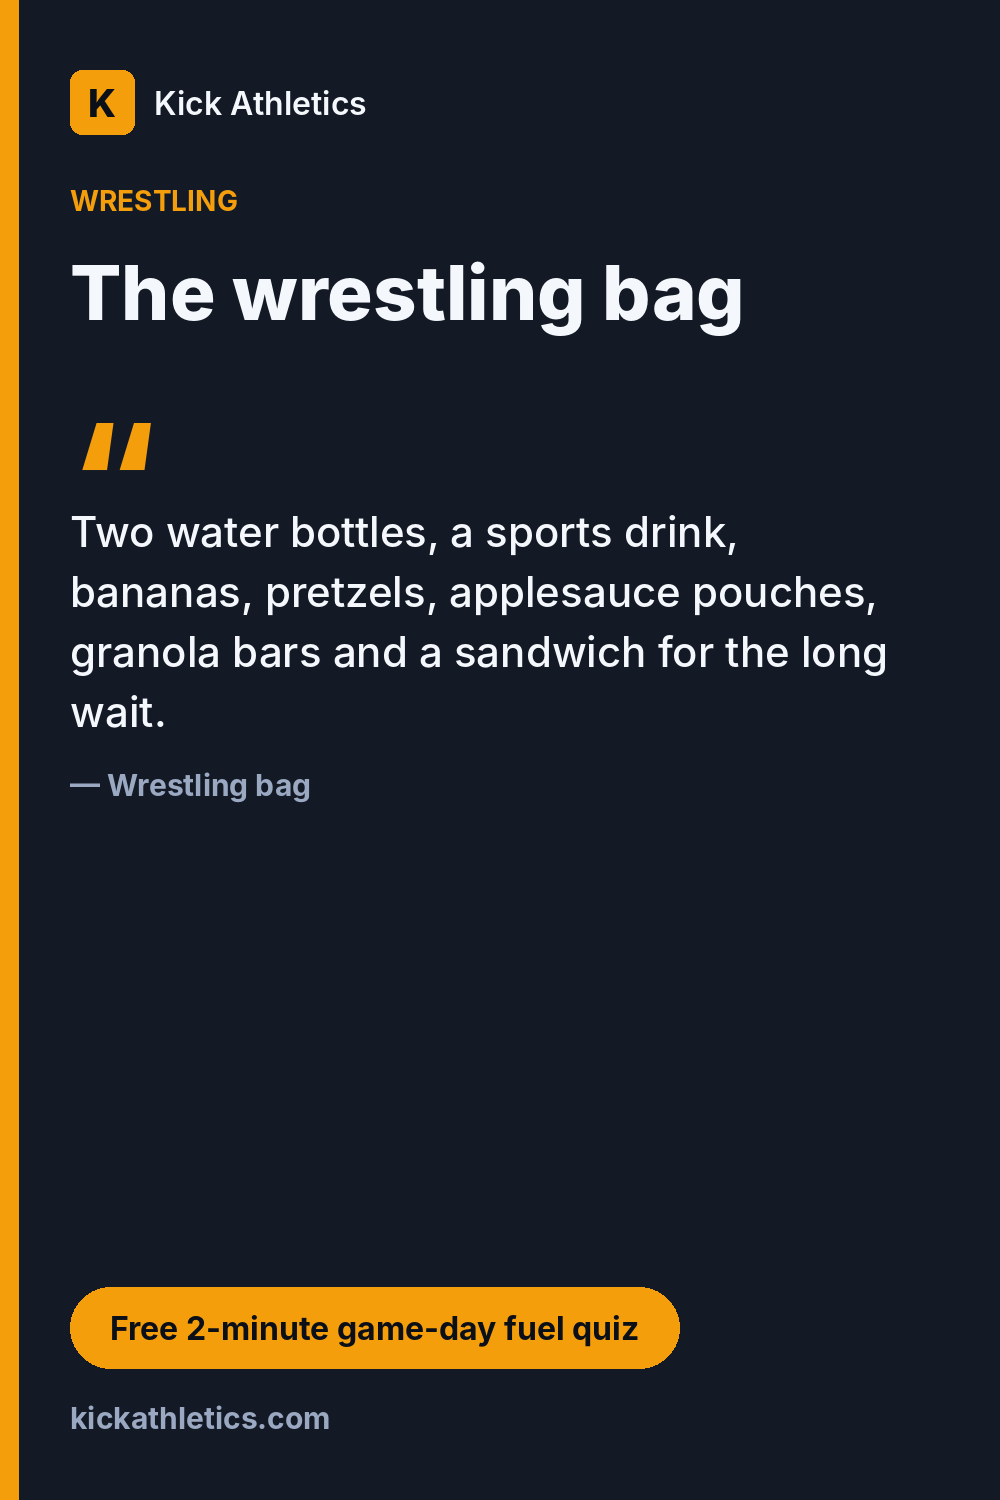 K
Kick Athletics
WRESTLING
The wrestling bag
“
Two water bottles, a sports drink,
bananas, pretzels, applesauce pouches,
granola bars and a sandwich for the long
wait.
— Wrestling bag
Free 2-minute game-day fuel quiz
kickathletics.com